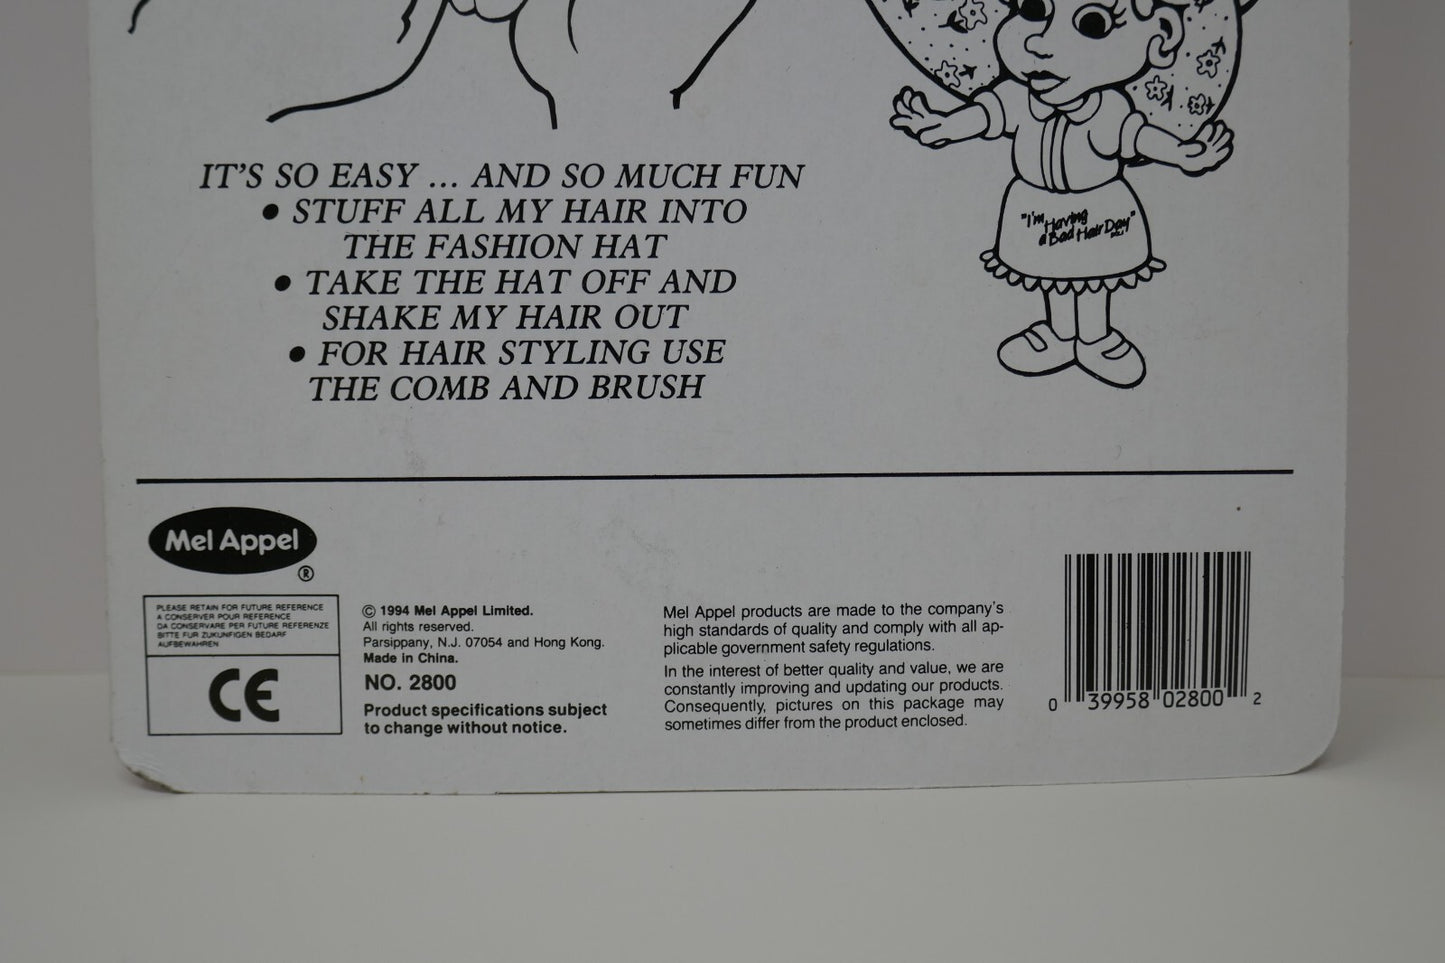 IT'S SO EASY ... AND SO MUCH FUN
• STUFF ALL MY HAIR INTO
THE FASHION HAT
• TAKE THE HAT OFF AND
SHAKE MY HAIR OUT
• FOR HAIR STYLING USE
THE COMB AND BRUSH
"I'm Having
a Bad Hair Day"
Mel Appel
®
PLEASE RETAIN FOR FUTURE REFERENCE
A CONSERVER POUR REFERENCE
DA CONSERVARE PER FUTURE REFERENZE
BITTE FUR ZUKUNFIGEN BEDARF
AUFBEWAHREN
CE
© 1994 Mel Appel Limited.
All rights reserved.
Parsippany, N.J. 07054 and Hong Kong.
Made in China.
NO. 2800
Product specifications subject
to change without notice.
Mel Appel products are made to the company's
high standards of quality and comply with all ap-
plicable government safety regulations.
In the interest of better quality and value, we are
constantly improving and updating our products.
Consequently, pictures on this package may
sometimes differ from the product enclosed.
0 39958 02800 2